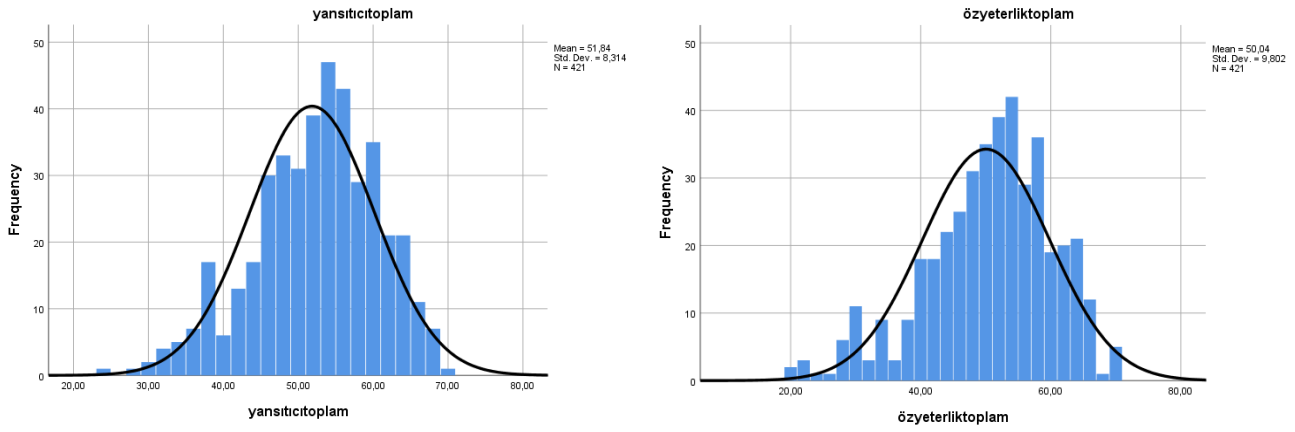 yansıtıcıtoplam
Mean = 51,84
Std. Dev. = 8,314
N = 421
50
40
30
20
10
0
Frequency
20,00 30,00 40,00 50,00 60,00 70,00 80,00
yansıtıcıtoplam
özyeterliktoplam
Mean = 50,04
Std. Dev. = 9,802
N = 421
50
40
30
20
10
0
Frequency
20,00 40,00 60,00 80,00
özyeterliktoplam